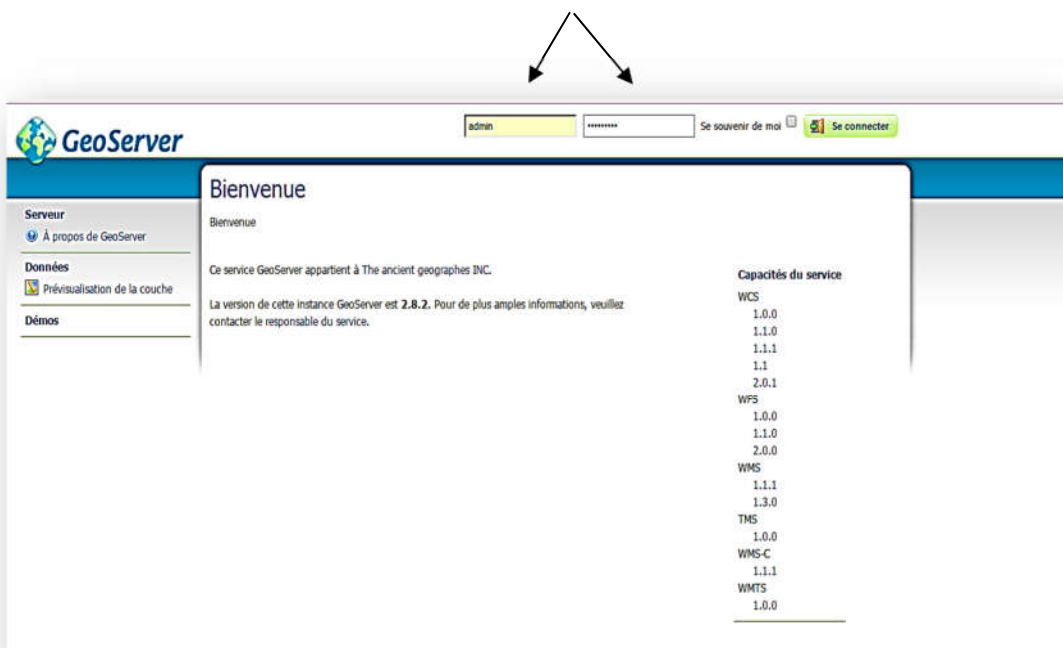 GeoServer
admin
•••••••••
Se souvenir de moi
Se connecter
Bienvenue
Serveur
À propos de GeoServer
Données
Prévisualisation de la couche
Démos
Bienvenue
Ce service GeoServer appartient à The ancient geographes INC.
La version de cette instance GeoServer est 2.8.2. Pour de plus amples informations, veuillez
contacter le responsable du service.
Capacités du service
WCS
1.0.0
1.1.0
1.1.1
1.1
2.0.1
WFS
1.0.0
1.1.0
2.0.0
WMS
1.1.1
1.3.0
TMS
1.0.0
WMS-C
1.1.1
WMTS
1.0.0